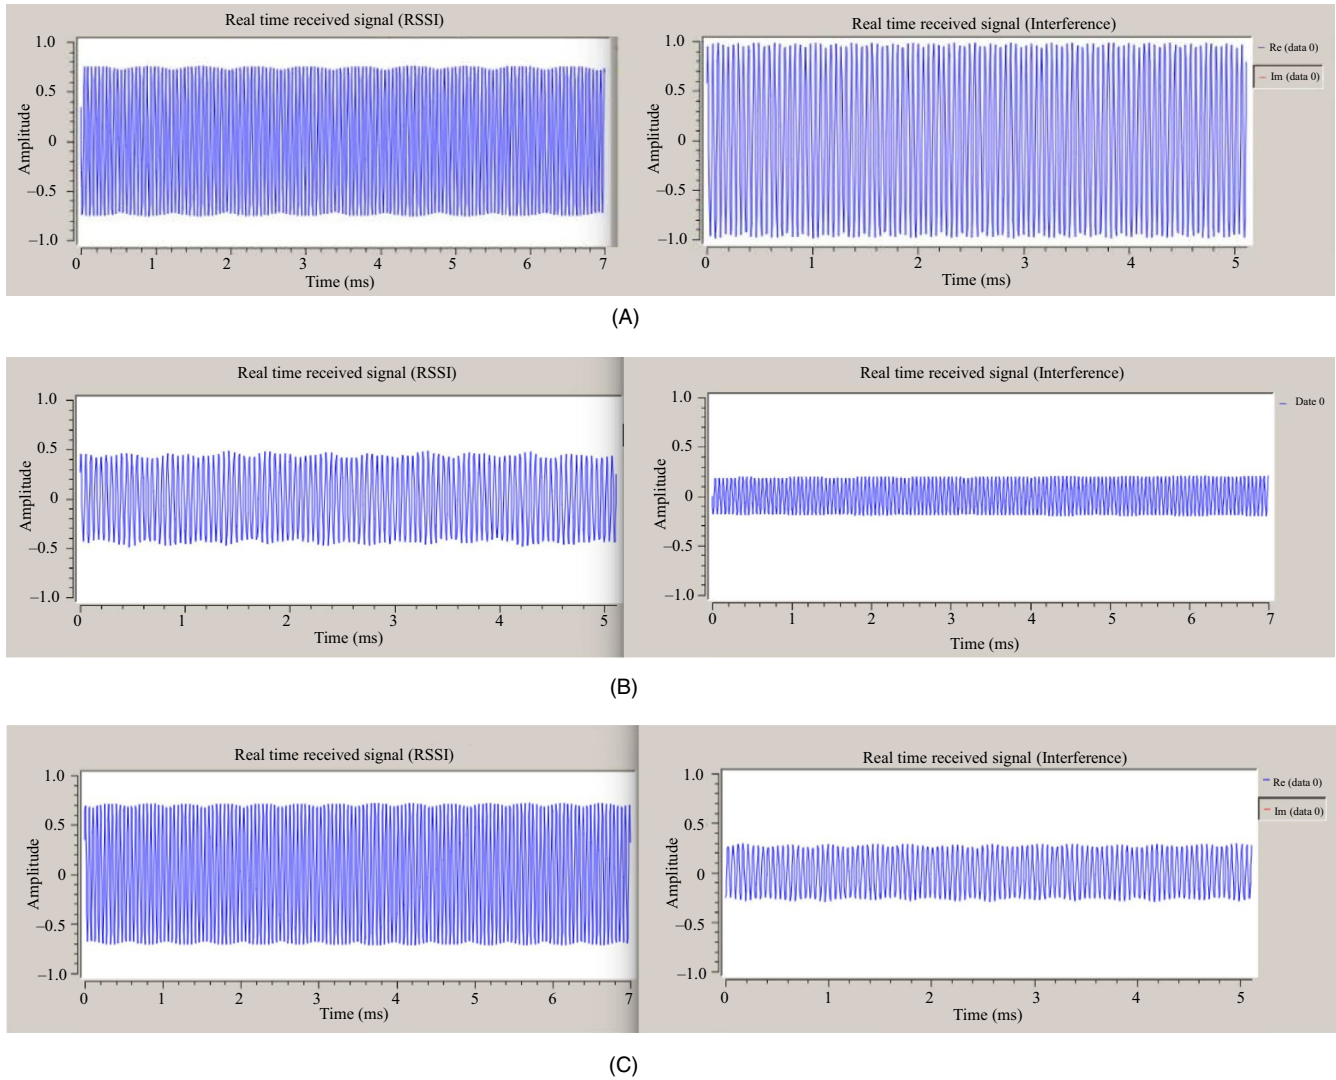 Real time received signal (RSSI)
1.0
0.5
0
–0.5
–1.0
Amplitude
0 1 2 3 4 5 6 7
Time (ms)
Real time received signal (Interference)
1.0
0.5
0
–0.5
–1.0
Amplitude
0 1 2 3 4 5
Time (ms)
Re (data 0)
Im (data 0)
(A)
Real time received signal (RSSI)
1.0
0.5
0
–0.5
–1.0
Amplitude
0 1 2 3 4 5
Time (ms)
Real time received signal (Interference)
1.0
0.5
0
–0.5
–1.0
Amplitude
0 1 2 3 4 5 6 7
Time (ms)
Date 0
(B)
Real time received signal (RSSI)
1.0
0.5
0
–0.5
–1.0
Amplitude
0 1 2 3 4 5 6 7
Time (ms)
Real time received signal (Interference)
1.0
0.5
0
–0.5
–1.0
Amplitude
0 1 2 3 4 5
Time (ms)
Re (data 0)
Im (data 0)
(C)